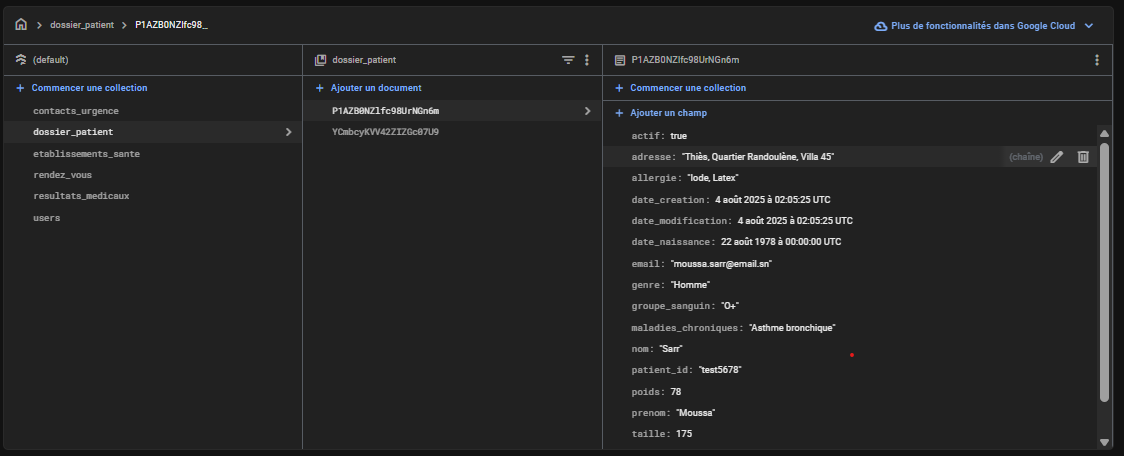 dossier_patient > P1AZB0NZlfc98_
Plus de fonctionnalités dans Google Cloud
(default)
dossier_patient
P1AZB0NZlfc98UrNGn6m
+ Commencer une collection
+ Ajouter un document
+ Commencer une collection
contacts_urgence
dossier_patient
etablissements_sante
rendez_vous
resultats_medicaux
users
P1AZB0NZlfc98UrNGn6m
YCmbcyKVV42ZIZGc07U9
+ Ajouter un champ
actif: true
adresse: "Thiès, Quartier Randoulène, Villa 45"
(chaîne)
allergie: "Iode, Latex"
date_creation: 4 août 2025 à 02:05:25 UTC
date_modification: 4 août 2025 à 02:05:25 UTC
date_naissance: 22 août 1978 à 00:00:00 UTC
email: "moussa.sarr@email.sn"
genre: "Homme"
groupe_sanguin: "O+"
maladies_chroniques: "Asthme bronchique"
nom: "Sarr"
patient_id: "test5678"
poids: 78
prenom: "Moussa"
taille: 175